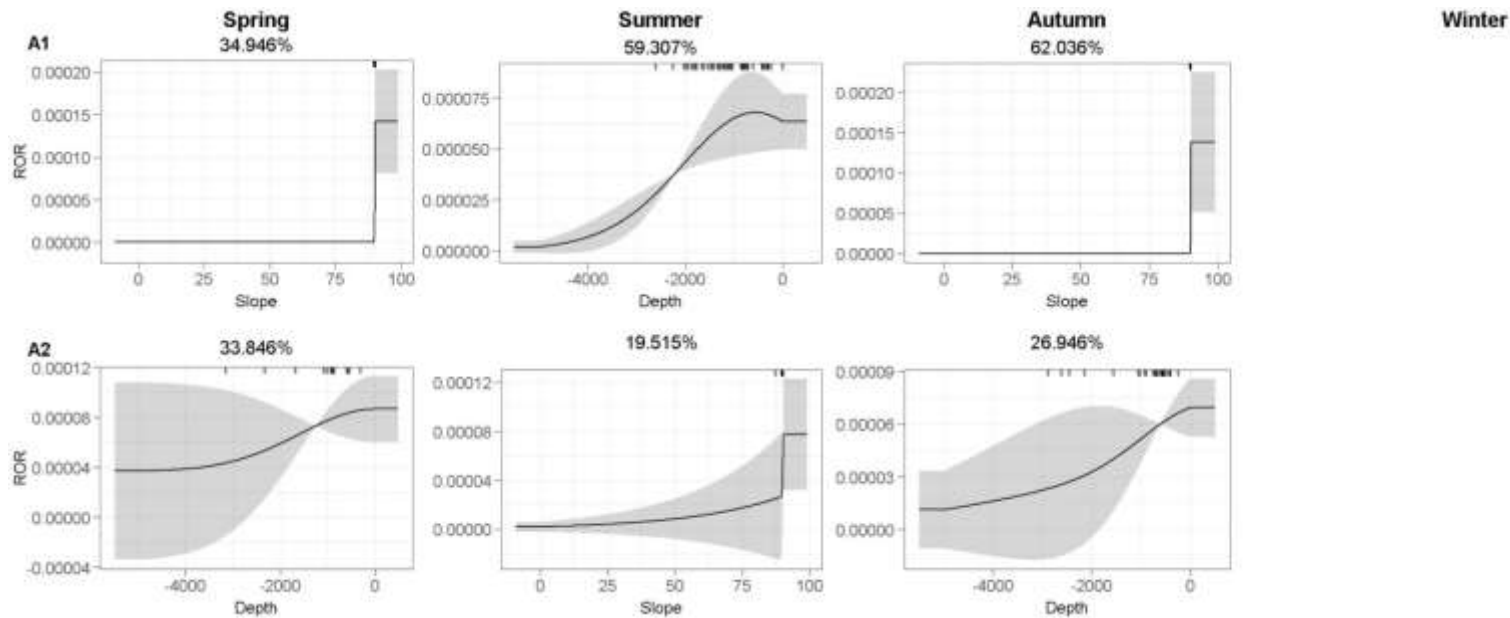 Spring Summer Autumn Winter
A1 34.946% 59.307% 62.036%
0.00020 0.00015 0.00010 0.00005 0.00000
ROR
0 25 50 75 100
Slope
0.000075 0.000050 0.000025 0.000000
-4000 -2000 0
Depth
0.00020 0.00015 0.00010 0.00005 0.00000
0 25 50 75 100
Slope
A2 33.846% 19.515% 26.946%
0.00012 0.00008 0.00004 0.00000 -0.00004
ROR
-4000 -2000 0
Depth
0.00012 0.00008 0.00004 0.00000
0 25 50 75 100
Slope
0.00009 0.00006 0.00003 0.00000
-4000 -2000 0
Depth